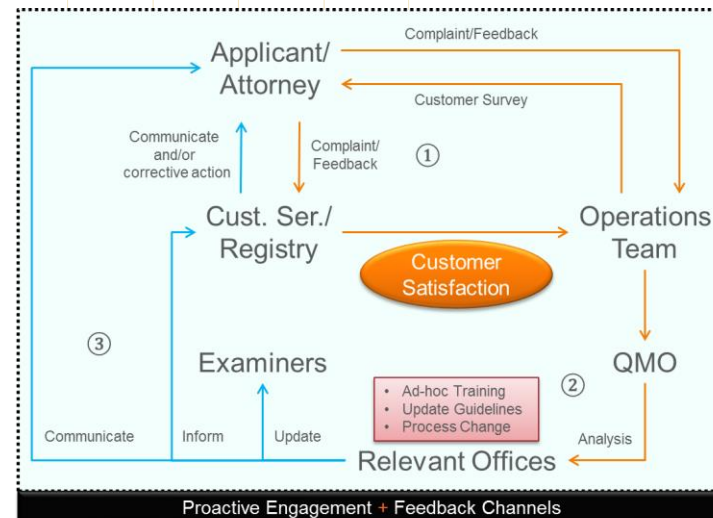 Complaint/Feedback
Applicant/
Attorney
Customer Survey
Communicate
and/or
corrective action
Complaint/
Feedback
①
Cust. Ser./
Registry
Operations
Team
Customer
Satisfaction
③
Examiners
QMO
• Ad-hoc Training
• Update Guidelines
• Process Change
②
Communicate
Inform
Update
Analysis
Relevant Offices
Proactive Engagement + Feedback Channels